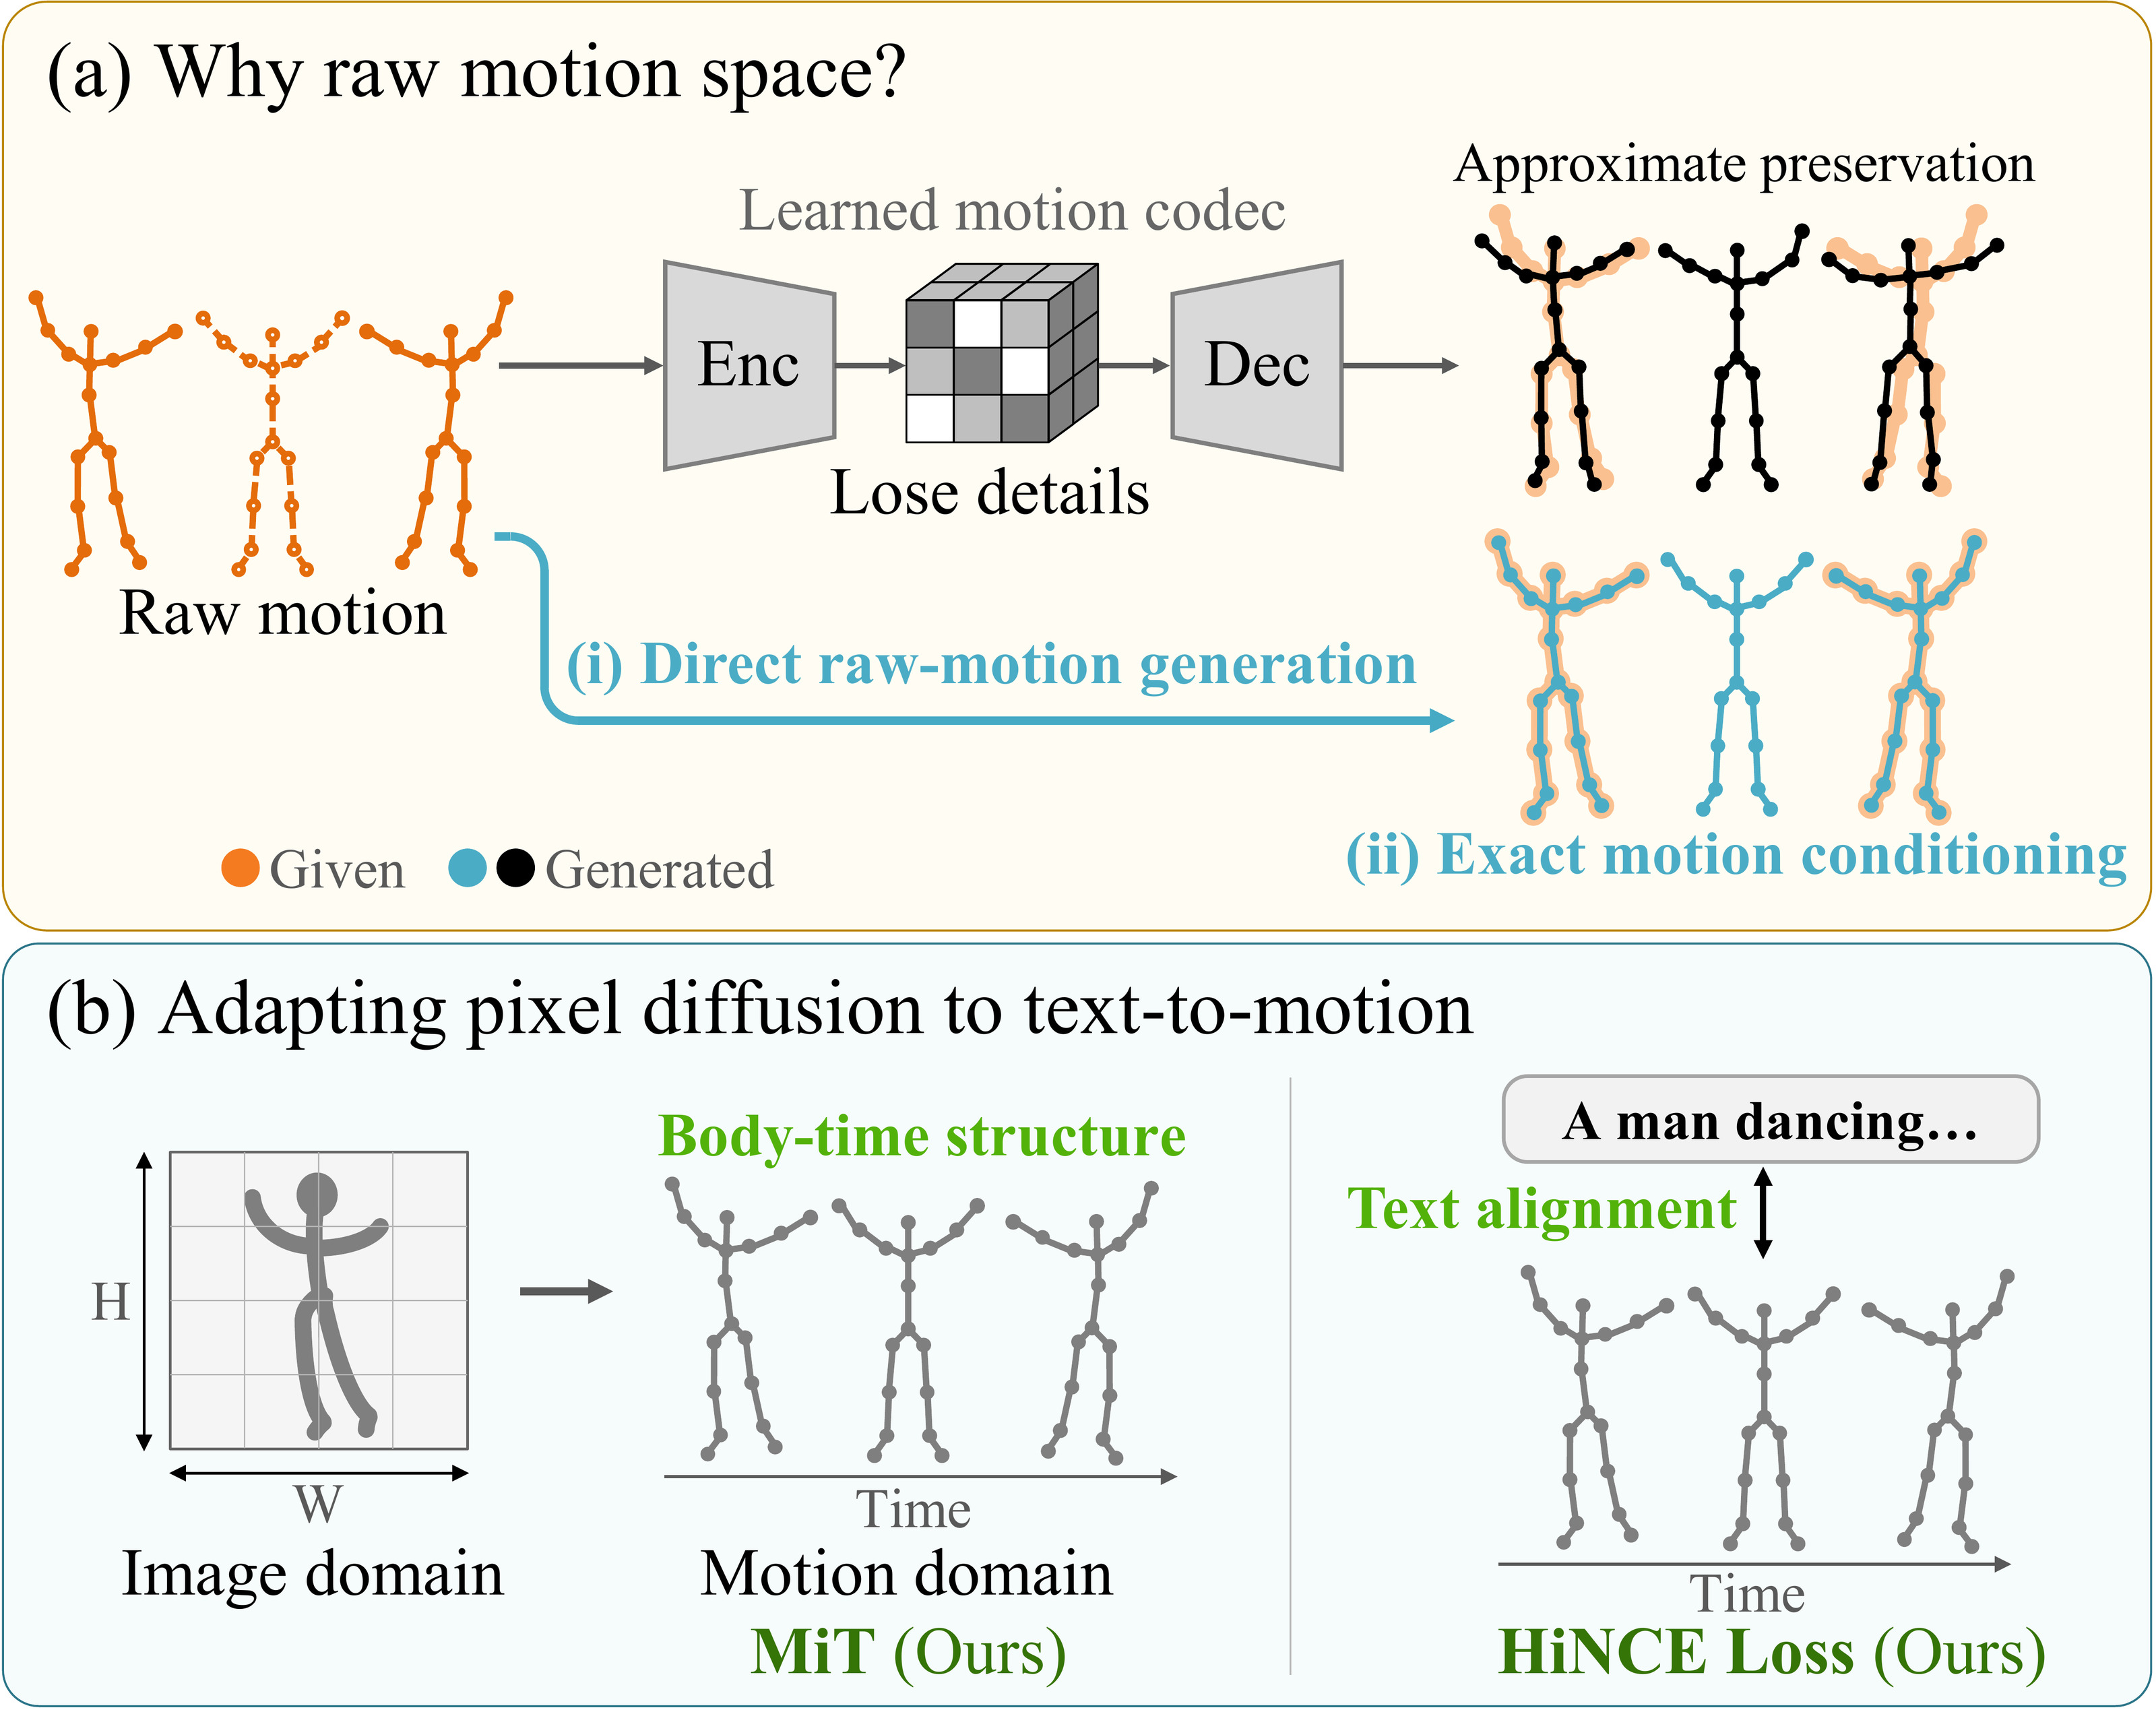 (a) Why raw motion space?
Approximate preservation
Learned motion codec
Enc
Dec
Lose details
Raw motion
(i) Direct raw-motion generation
Given
Generated
(ii) Exact motion conditioning
(b) Adapting pixel diffusion to text-to-motion
Body-time structure
A man dancing...
Text alignment
H
W
Time
Image domain
Motion domain
Time
MiT (Ours)
HiNCE Loss (Ours)